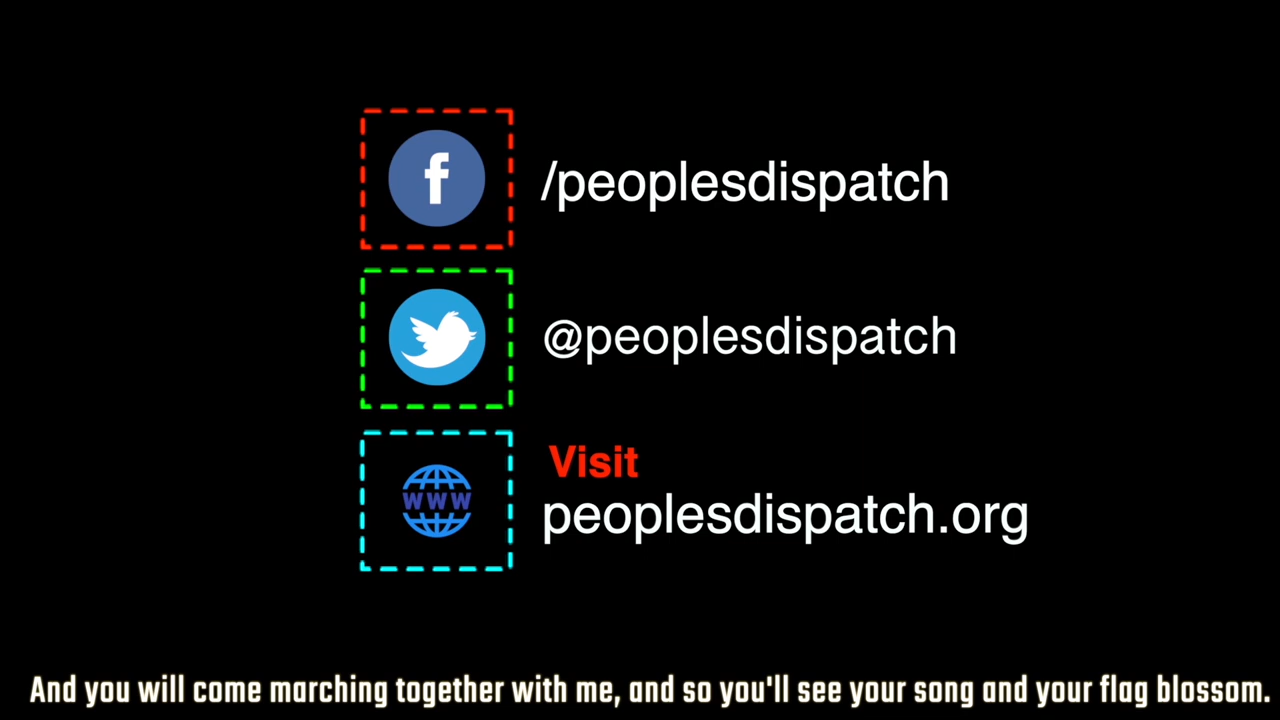 f
/peoplesdispatch
@peoplesdispatch
Visit
WWW
peoplesdispatch.org
And you will come marching together with me, and so you'll see your song and your flag blossom.